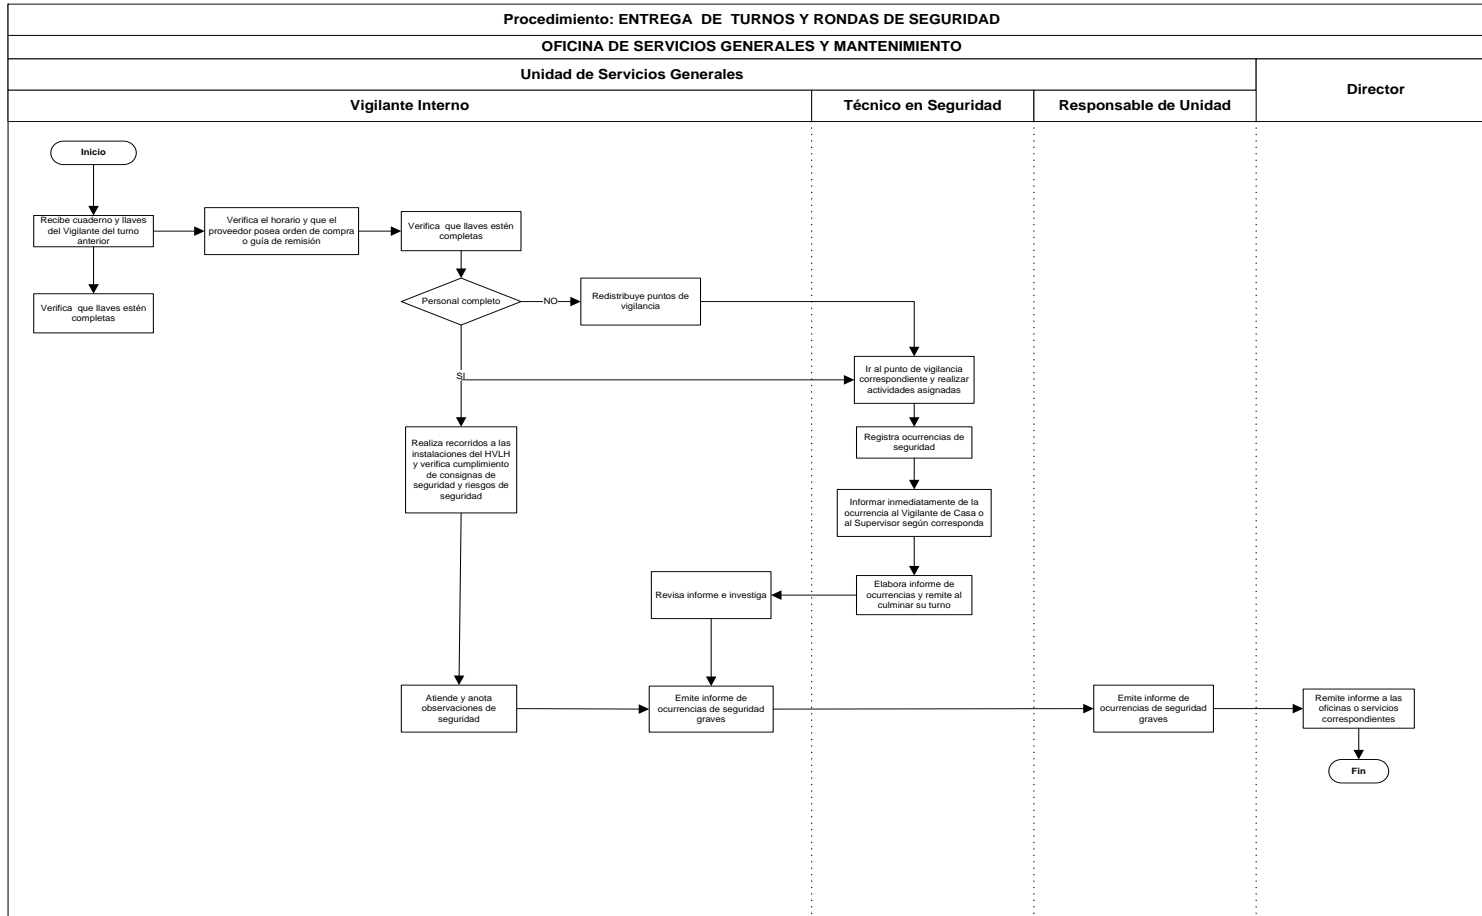 Procedimiento: ENTREGA  DE  TURNOS Y RONDAS DE SEGURIDAD
OFICINA DE SERVICIOS GENERALES Y MANTENIMIENTO
Unidad de Servicios Generales
Director
Vigilante Interno
Técnico en Seguridad
Responsable de Unidad
Inicio
Recibe cuaderno y llaves
del Vigilante del turno
anterior
Verifica el horario y que el
proveedor posea orden de compra
o guía de remisión
Verifica  que llaves estén
completas
Verifica  que llaves estén
completas
Personal completo
NO
Redistribuye puntos de
vigilancia
SI
Ir al punto de vigilancia
correspondiente y realizar
actividades asignadas
Realiza recorridos a las
instalaciones del HVLH
y verifica cumplimiento
de consignas de
seguridad y riesgos de
seguridad
Registra ocurrencias de
seguridad
Informar inmediatamente de la
ocurrencia al Vigilante de Casa o
al Supervisor según corresponda
Elabora informe de
ocurrencias y remite al
culminar su turno
Revisa informe e investiga
Atiende y anota
observaciones de
seguridad
Emite informe de
ocurrencias de seguridad
graves
Emite informe de
ocurrencias de seguridad
graves
Remite informe a las
oficinas o servicios
correspondientes
Fin